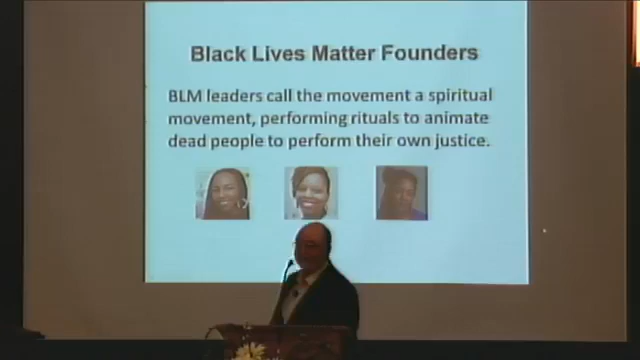 Black Lives Matter Founders
BLM leaders call the movement a spiritual
movement, performing rituals to animate
dead people to perform their own justice.